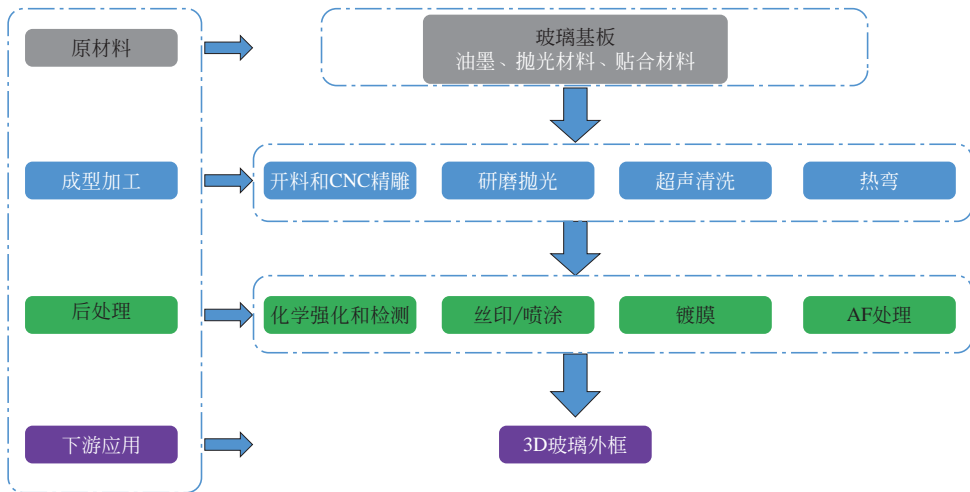 原材料
玻璃基板
油墨、抛光材料、贴合材料
成型加工
开料和CNC精雕
研磨抛光
超声清洗
热弯
后处理
化学强化和检测
丝印/喷涂
镀膜
AF处理
下游应用
3D玻璃外框